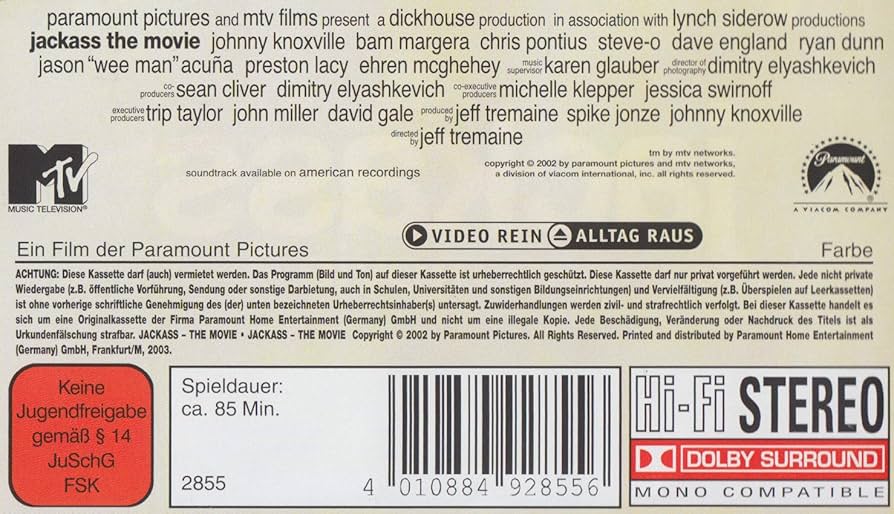 paramount pictures and mtv films present a dickhouse production in association with lynch siderow productions
jackass the movie johnny knoxville bam margera chris pontius steve-o dave england ryan dunn
jason "wee man" acuña preston lacy ehren mcghehey music supervisor karen glauber director of photography dimitry elyashkevich
co-producers sean cliver dimitry elyashkevich co-executive producers michelle klepper jessica swirnoff
executive producers trip taylor john miller david gale produced by jeff tremaine spike jonze johnny knoxville
directed by jeff tremaine
MTV
MUSIC TELEVISION®
soundtrack available on american recordings
tm by mtv networks.
copyright © 2002 by paramount pictures and mtv networks,
a division of viacom international, inc. all rights reserved.
Paramount
A VIACOM COMPANY
VIDEO REIN ALLTAG RAUS
Ein Film der Paramount Pictures
Farbe
ACHTUNG: Diese Kassette darf (auch) vermietet werden. Das Programm (Bild und Ton) auf dieser Kassette ist urheberrechtlich geschützt. Diese Kassette darf nur privat vorgeführt werden. Jede nicht private
Wiedergabe (z.B. öffentliche Vorführung, Sendung oder sonstige Darbietung, auch in Schulen, Universitäten und sonstigen Bildungseinrichtungen) und Vervielfältigung (z.B. Überspielen auf Leerkassetten)
ist ohne vorherige schriftliche Genehmigung des (der) unten bezeichneten Urheberrechtsinhaber(s) untersagt. Zuwiderhandlungen werden zivil- und strafrechtlich verfolgt. Bei dieser Kassette handelt es
sich um eine Originalkassette der Firma Paramount Home Entertainment (Germany) GmbH und nicht um eine illegale Kopie. Jede Beschädigung, Veränderung oder Nachdruck des Titels ist als
Urkundenfälschung strafbar. JACKASS – THE MOVIE • JACKASS – THE MOVIE Copyright © 2002 by Paramount Pictures. All Rights Reserved. Printed and distributed by Paramount Home Entertainment
(Germany) GmbH, Frankfurt/M, 2003.
Keine
Jugendfreigabe
gemäß § 14
JuSchG
FSK
Spieldauer:
ca. 85 Min.
2855
4 010884 928556
Hi-Fi STEREO
DOLBY SURROUND
MONO COMPATIBLE